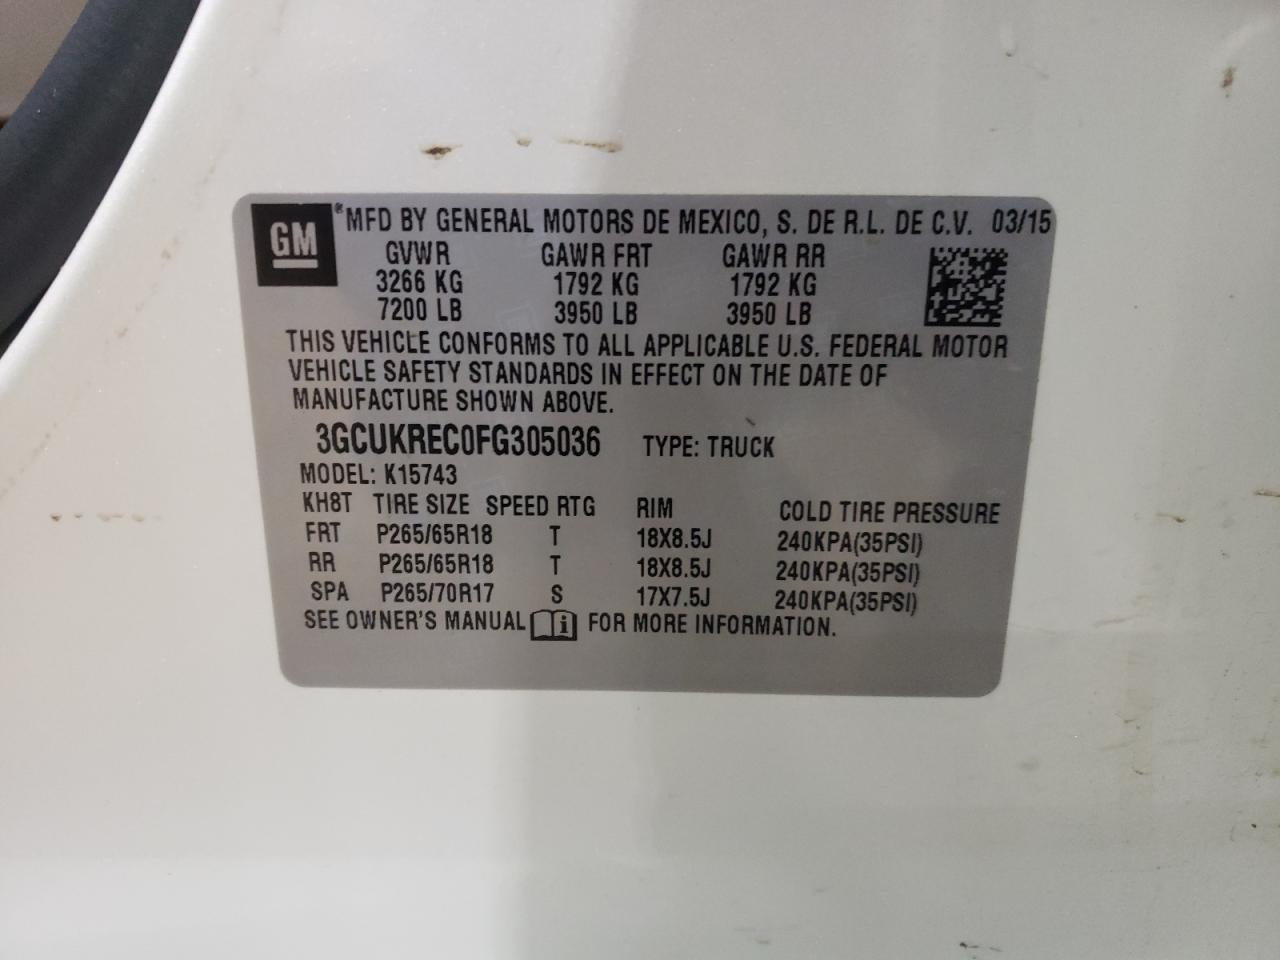 GM ® MFD BY GENERAL MOTORS DE MEXICO, S. DE R.L. DE C.V. 03/15
GVWR GAWR FRT GAWR RR
3266 KG 1792 KG 1792 KG
7200 LB 3950 LB 3950 LB
THIS VEHICLE CONFORMS TO ALL APPLICABLE U.S. FEDERAL MOTOR
VEHICLE SAFETY STANDARDS IN EFFECT ON THE DATE OF
MANUFACTURE SHOWN ABOVE.
3GCUKREC0FG305036 TYPE: TRUCK
MODEL: K15743
KH8T TIRE SIZE SPEED RTG RIM COLD TIRE PRESSURE
FRT P265/65R18 T 18X8.5J 240KPA(35PSI)
RR P265/65R18 T 18X8.5J 240KPA(35PSI)
SPA P265/70R17 S 17X7.5J 240KPA(35PSI)
SEE OWNER'S MANUAL i FOR MORE INFORMATION.